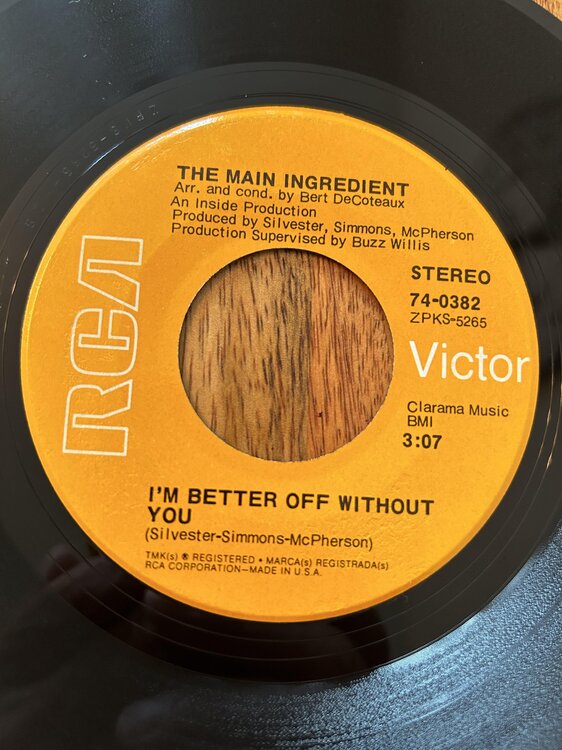 THE MAIN INGREDIENT
Arr. and cond. by Bert DeCoteaux
An Inside Production
Produced by Silvester, Simmons, McPherson
Production Supervised by Buzz Willis
RCA
STEREO
74-0382
ZPKS-5265
Victor
Clarama Music
BMI
3:07
I'M BETTER OFF WITHOUT
YOU
(Silvester-Simmons-McPherson)
TMK(s) ® REGISTERED • MARCA(s) REGISTRADA(s)
RCA CORPORATION—MADE IN U.S.A.